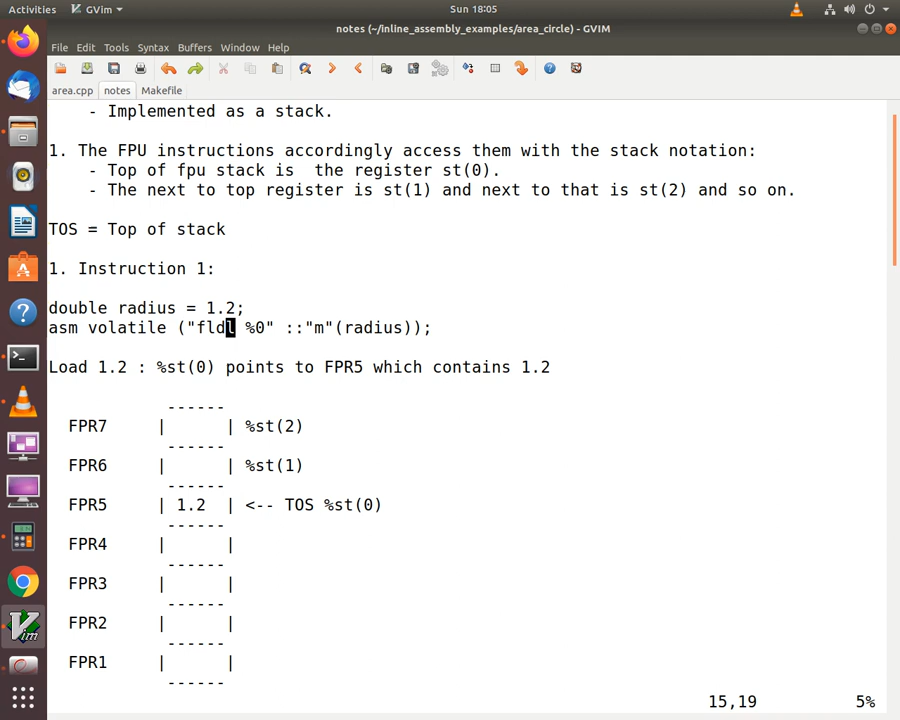 Activities GVim Sun 18:05
notes (~/inline_assembly_examples/area_circle) - GVIM
File Edit Tools Syntax Buffers Window Help
area.cpp notes Makefile
- Implemented as a stack.
1. The FPU instructions accordingly access them with the stack notation:
- Top of fpu stack is  the register st(0).
- The next to top register is st(1) and next to that is st(2) and so on.
TOS = Top of stack
1. Instruction 1:
double radius = 1.2;
asm volatile ("fldl %0" ::"m"(radius));
Load 1.2 : %st(0) points to FPR5 which contains 1.2
------
FPR7 | | %st(2)
------
FPR6 | | %st(1)
------
FPR5 | 1.2 | <-- TOS %st(0)
------
FPR4 | |
------
FPR3 | |
------
FPR2 | |
------
FPR1 | |
------
15,19 5%